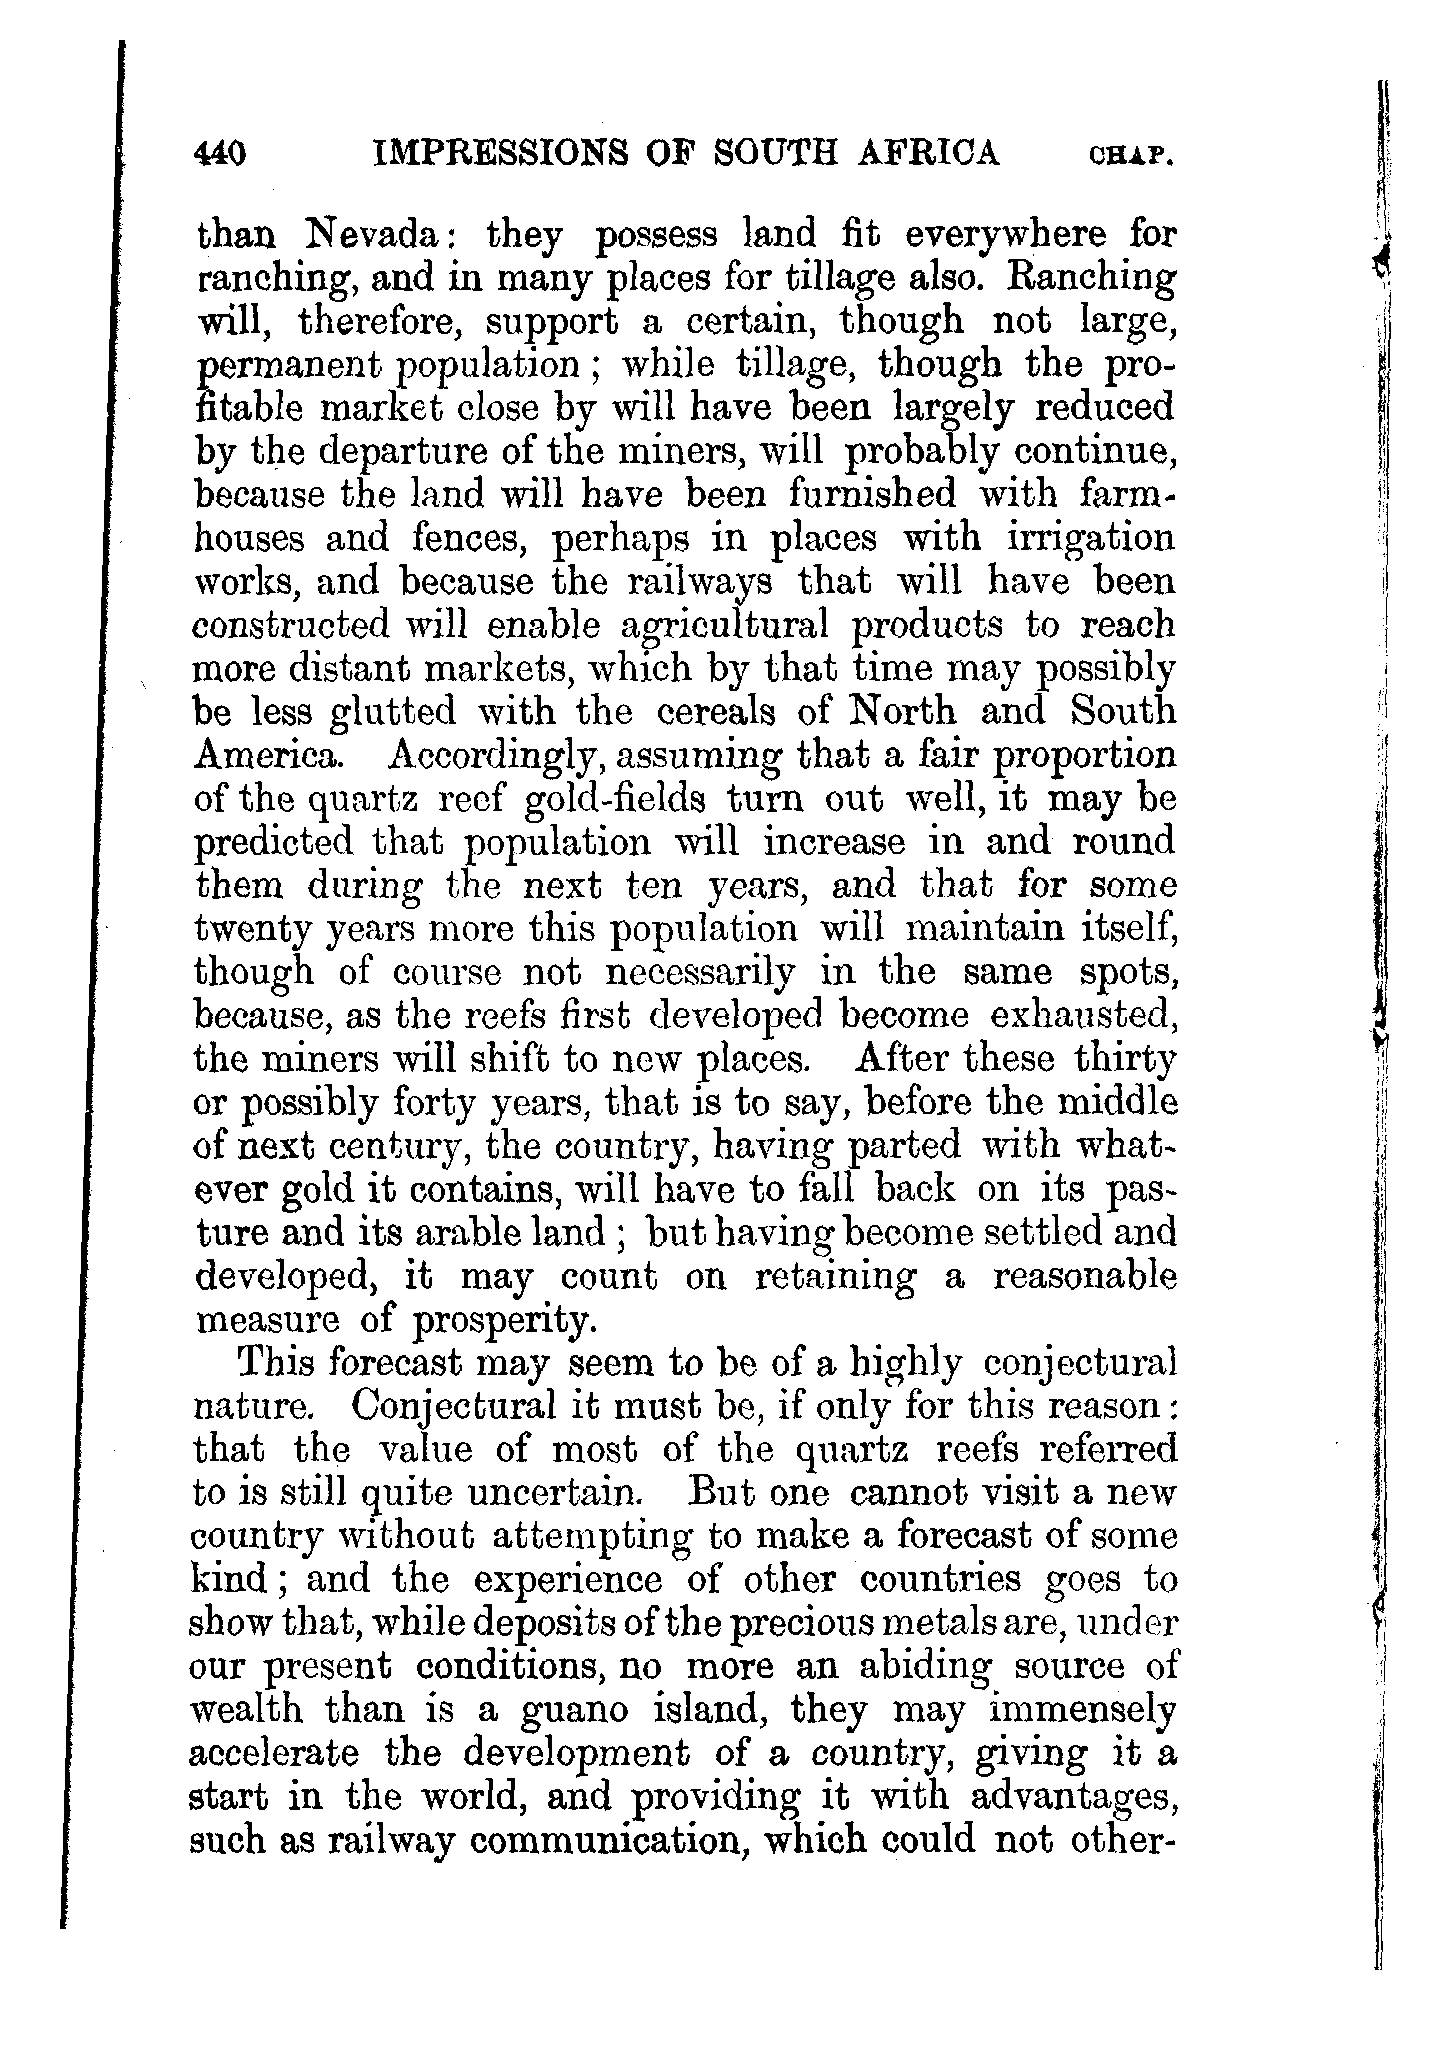 440 IMPRESSIONS OF SOUTH AFRICA CHAP.
than Nevada: they possess land fit everywhere for
ranching, and in many places for tillage also. Ranching
will, therefore, support a certain, though not large,
permanent population; while tillage, though the pro-
fitable market close by will have been largely reduced
by the departure of the miners, will probably continue,
because the land will have been furnished with farm-
houses and fences, perhaps in places with irrigation
works, and because the railways that will have been
constructed will enable agricultural products to reach
more distant markets, which by that time may possibly
be less glutted with the cereals of North and South
America. Accordingly, assuming that a fair proportion
of the quartz reef gold-fields turn out well, it may be
predicted that population will increase in and round
them during the next ten years, and that for some
twenty years more this population will maintain itself,
though of course not necessarily in the same spots,
because, as the reefs first developed become exhausted,
the miners will shift to new places. After these thirty
or possibly forty years, that is to say, before the middle
of next century, the country, having parted with what-
ever gold it contains, will have to fall back on its pas-
ture and its arable land; but having become settled and
developed, it may count on retaining a reasonable
measure of prosperity.
This forecast may seem to be of a highly conjectural
nature. Conjectural it must be, if only for this reason:
that the value of most of the quartz reefs referred
to is still quite uncertain. But one cannot visit a new
country without attempting to make a forecast of some
kind; and the experience of other countries goes to
show that, while deposits of the precious metals are, under
our present conditions, no more an abiding source of
wealth than is a guano island, they may immensely
accelerate the development of a country, giving it a
start in the world, and providing it with advantages,
such as railway communication, which could not other-